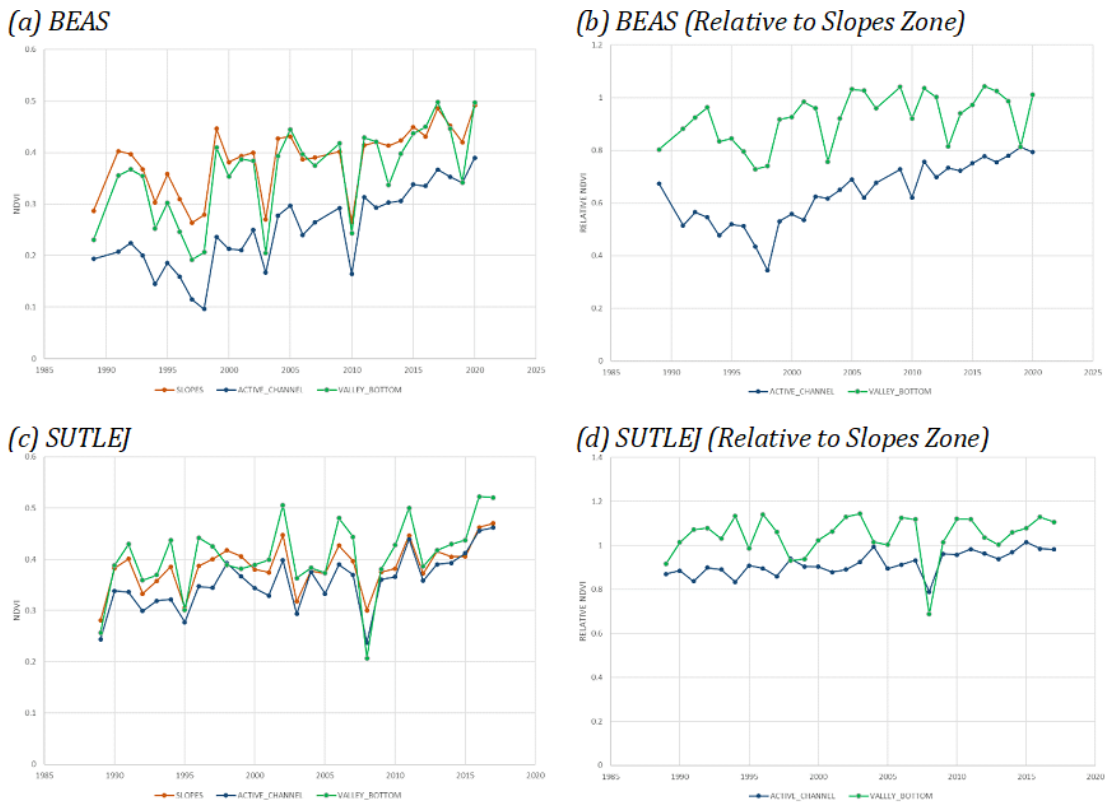 (a) BEAS
0.6
0.5
0.4
0.3
0.2
0.1
0
NDVI
1985 1990 1995 2000 2005 2010 2015 2020 2025
SLOPES ACTIVE_CHANNEL VALLEY_BOTTOM
(b) BEAS (Relative to Slopes Zone)
1.2
1
0.8
0.6
0.4
0.2
0
RELATIVE NDVI
1985 1990 1995 2000 2005 2010 2015 2020 2025
ACTIVE_CHANNEL VALLEY_BOTTOM
(c) SUTLEJ
0.6
0.5
0.4
0.3
0.2
0.1
0
NDVI
1985 1990 1995 2000 2005 2010 2015 2020
SLOPES ACTIVE_CHANNEL VALLEY_BOTTOM
(d) SUTLEJ (Relative to Slopes Zone)
1.4
1.2
1
0.8
0.6
0.4
0.2
0
RELATIVE NDVI
1985 1990 1995 2000 2005 2010 2015 2020
ACTIVE_CHANNEL VALLEY_BOTTOM